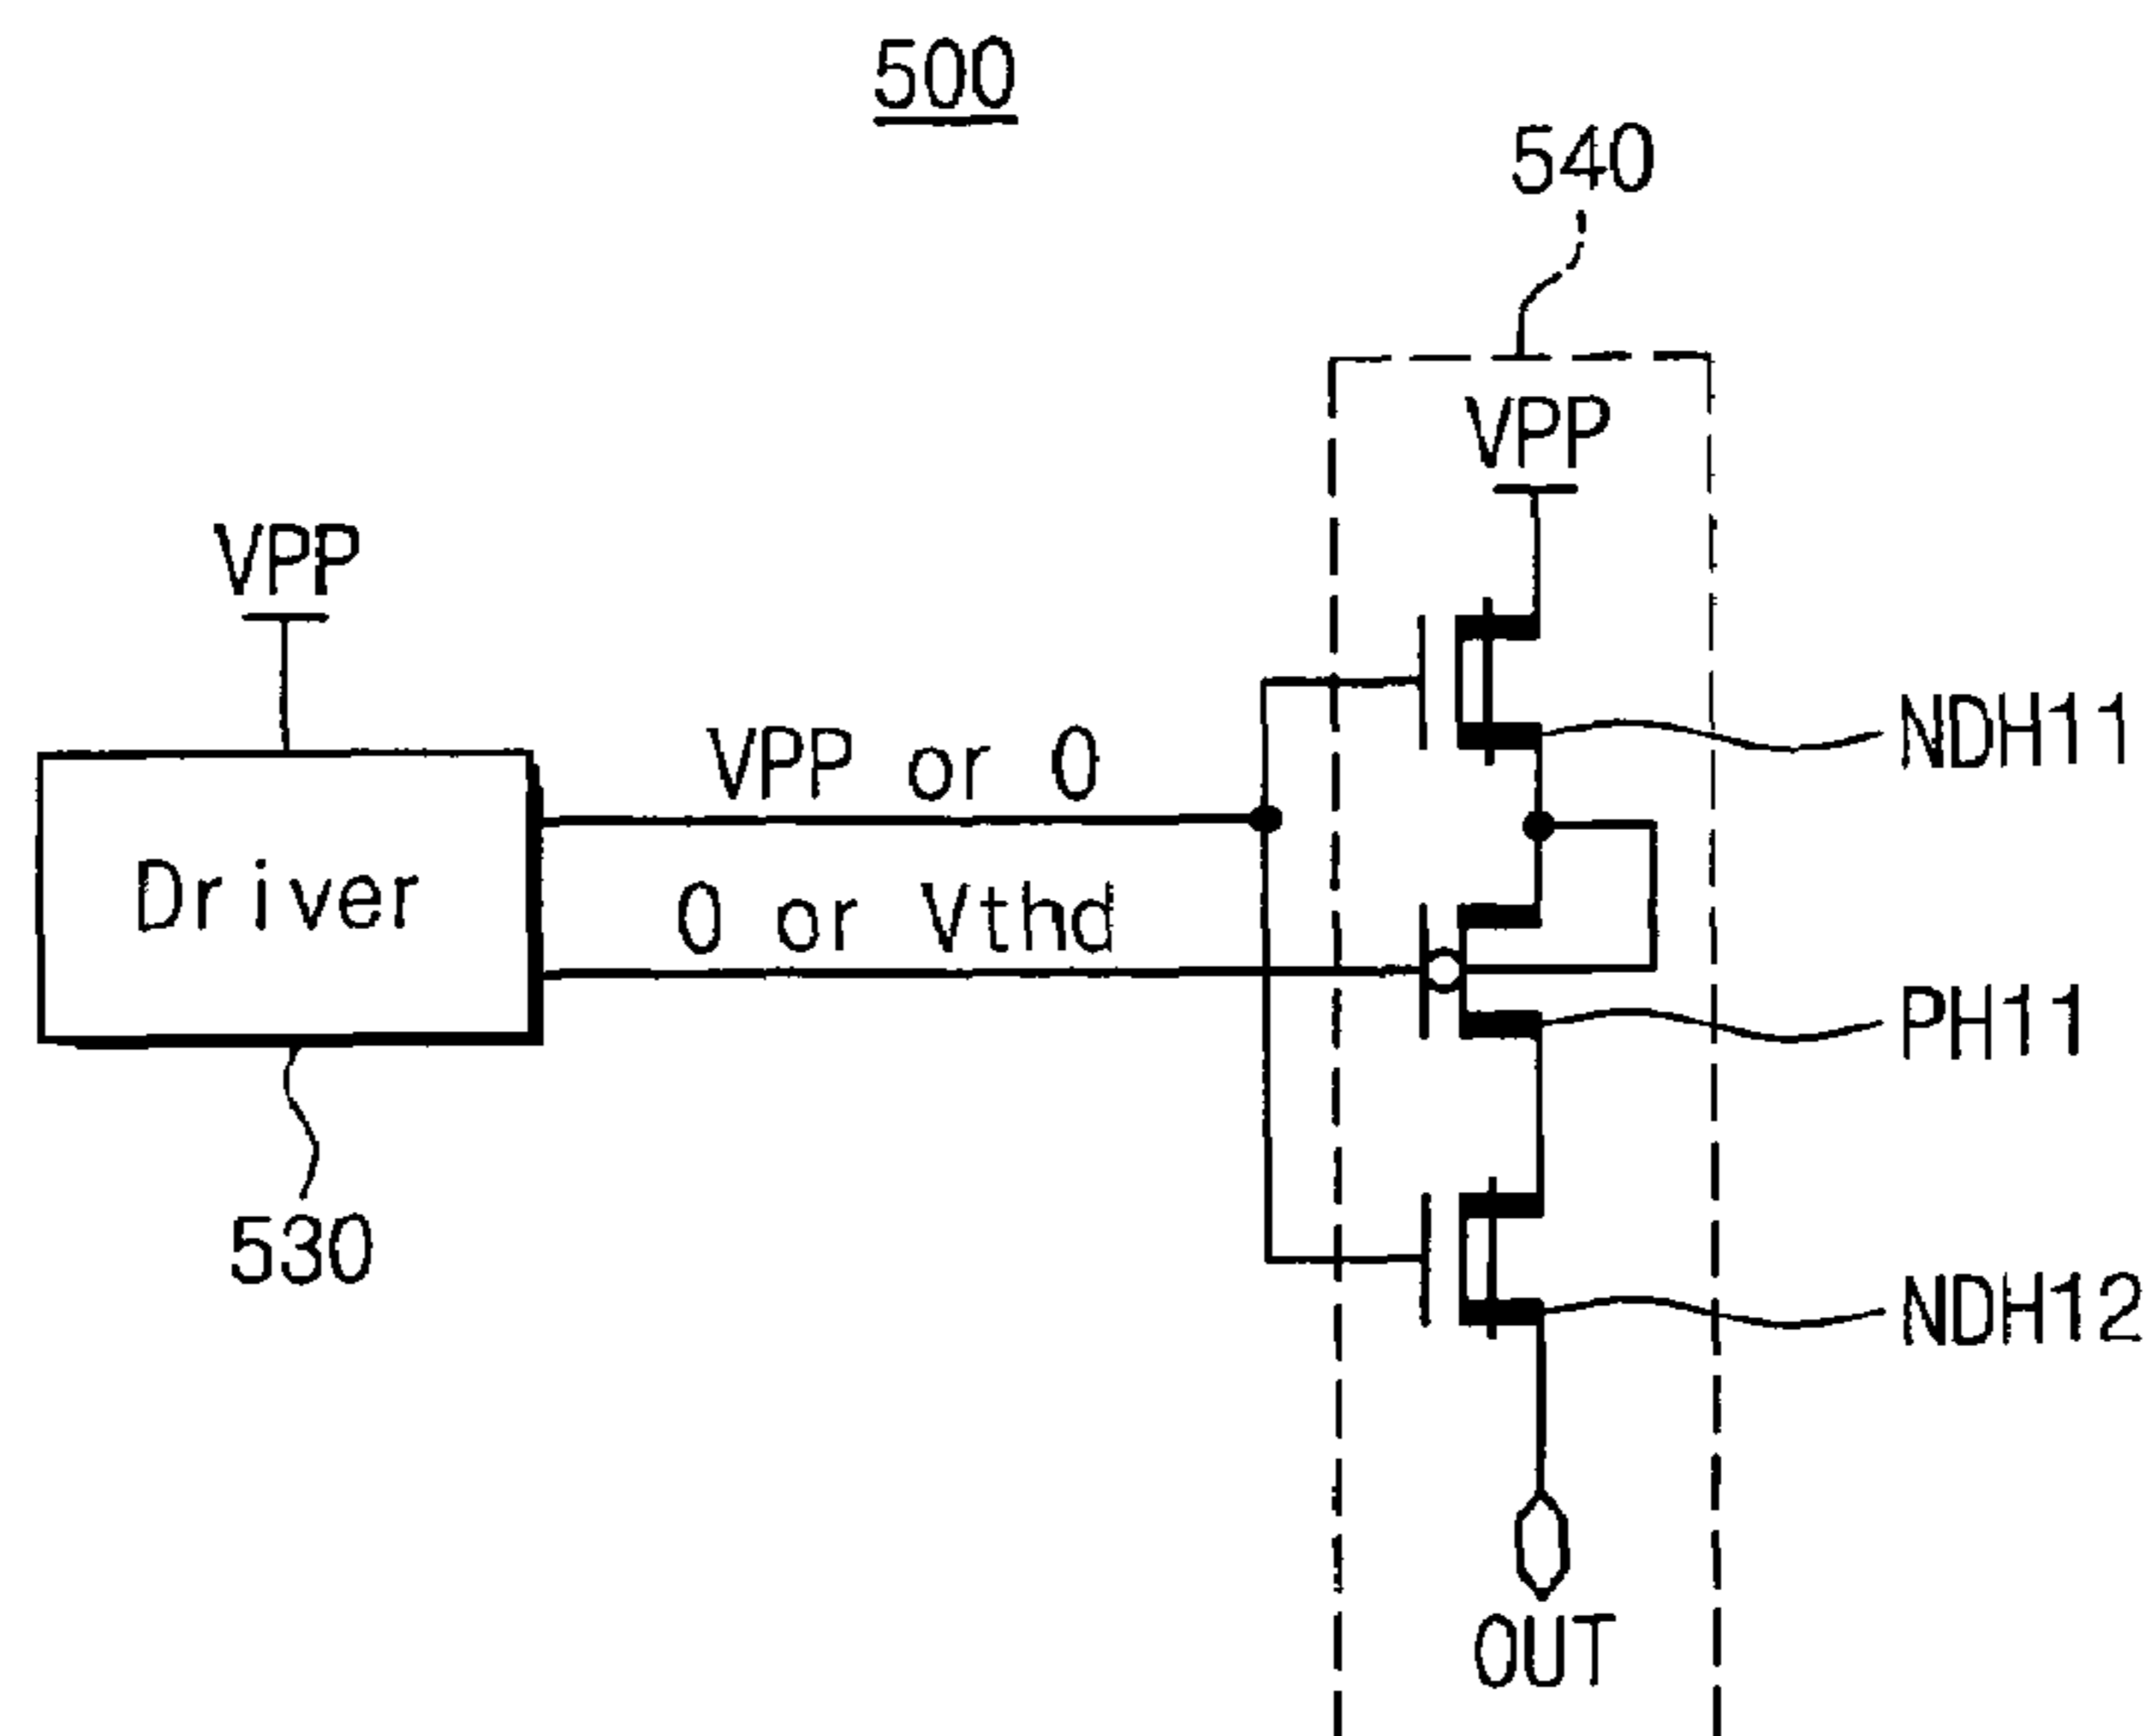 500
540
VPP
VPP
NDH11
VPP or 0
Driver
0 or Vthd
PH11
530
NDH12
OUT